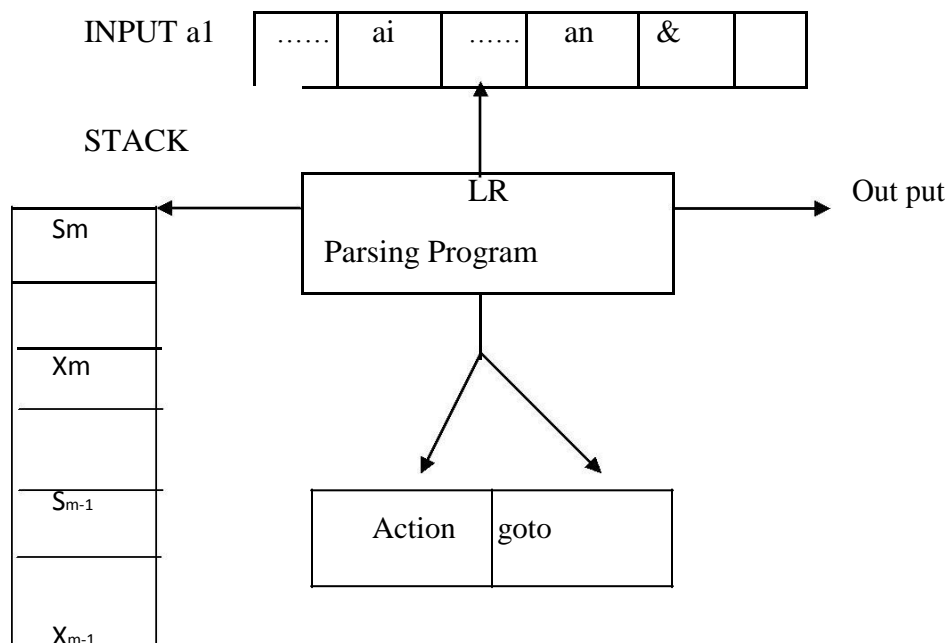 INPUT a1 ...... ai ...... an &
STACK
LR
Parsing Program
Out put
Sm
Xm
Sm-1
Xm-1
Action goto